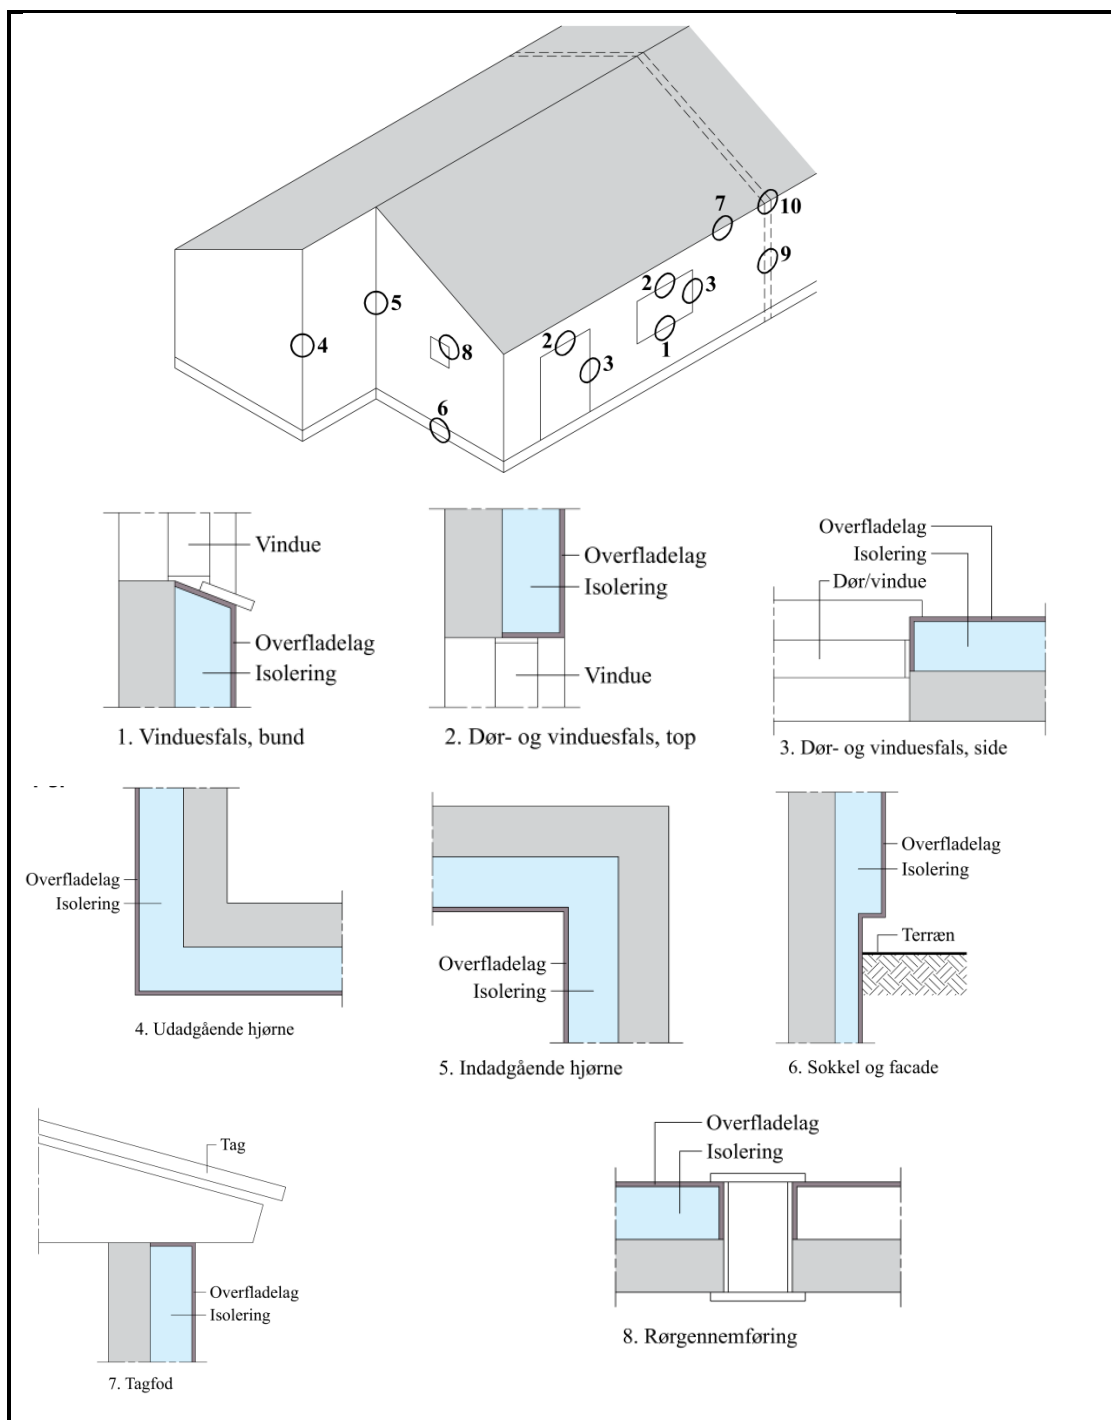 7
10
9
2
3
1
5
4
8
2
3
6
Vindue
Overfladelag
Isolering
1. Vinduesfals, bund
Overfladelag
Isolering
Vindue
2. Dør- og vinduesfals, top
Overfladelag
Isolering
Dør/vindue
3. Dør- og vinduesfals, side
Overfladelag
Isolering
4. Udadgående hjørne
Overfladelag
Isolering
5. Indadgående hjørne
Overfladelag
Isolering
Terræn
6. Sokkel og facade
Tag
Overfladelag
Isolering
7. Tagfod
Overfladelag
Isolering
8. Rørgennemføring